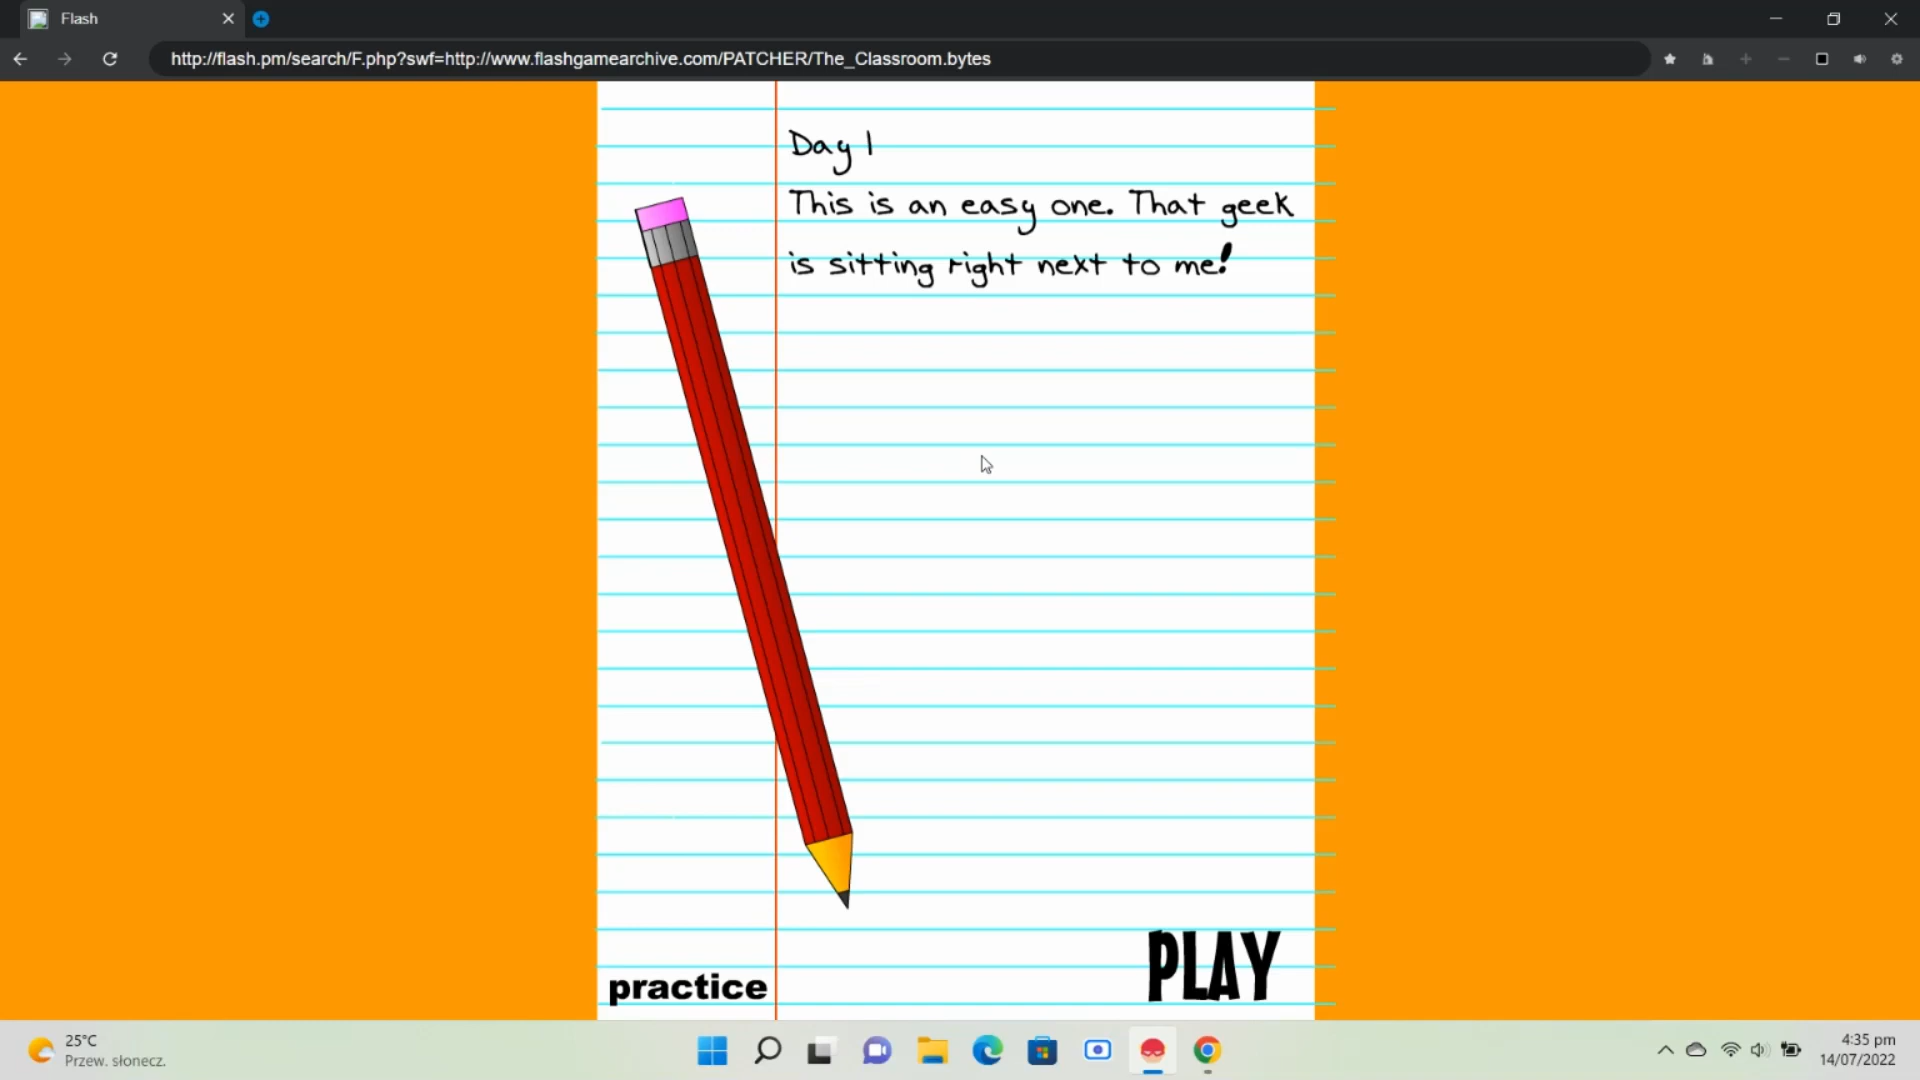 Flash
http://flash.pm/search/F.php?swf=http://www.flashgamearchive.com/PATCHER/The_Classroom.bytes
Day 1
This is an easy one. That geek
is sitting right next to me!
practice
PLAY
25°C
Przew. słonecz.
4:35 pm
14/07/2022